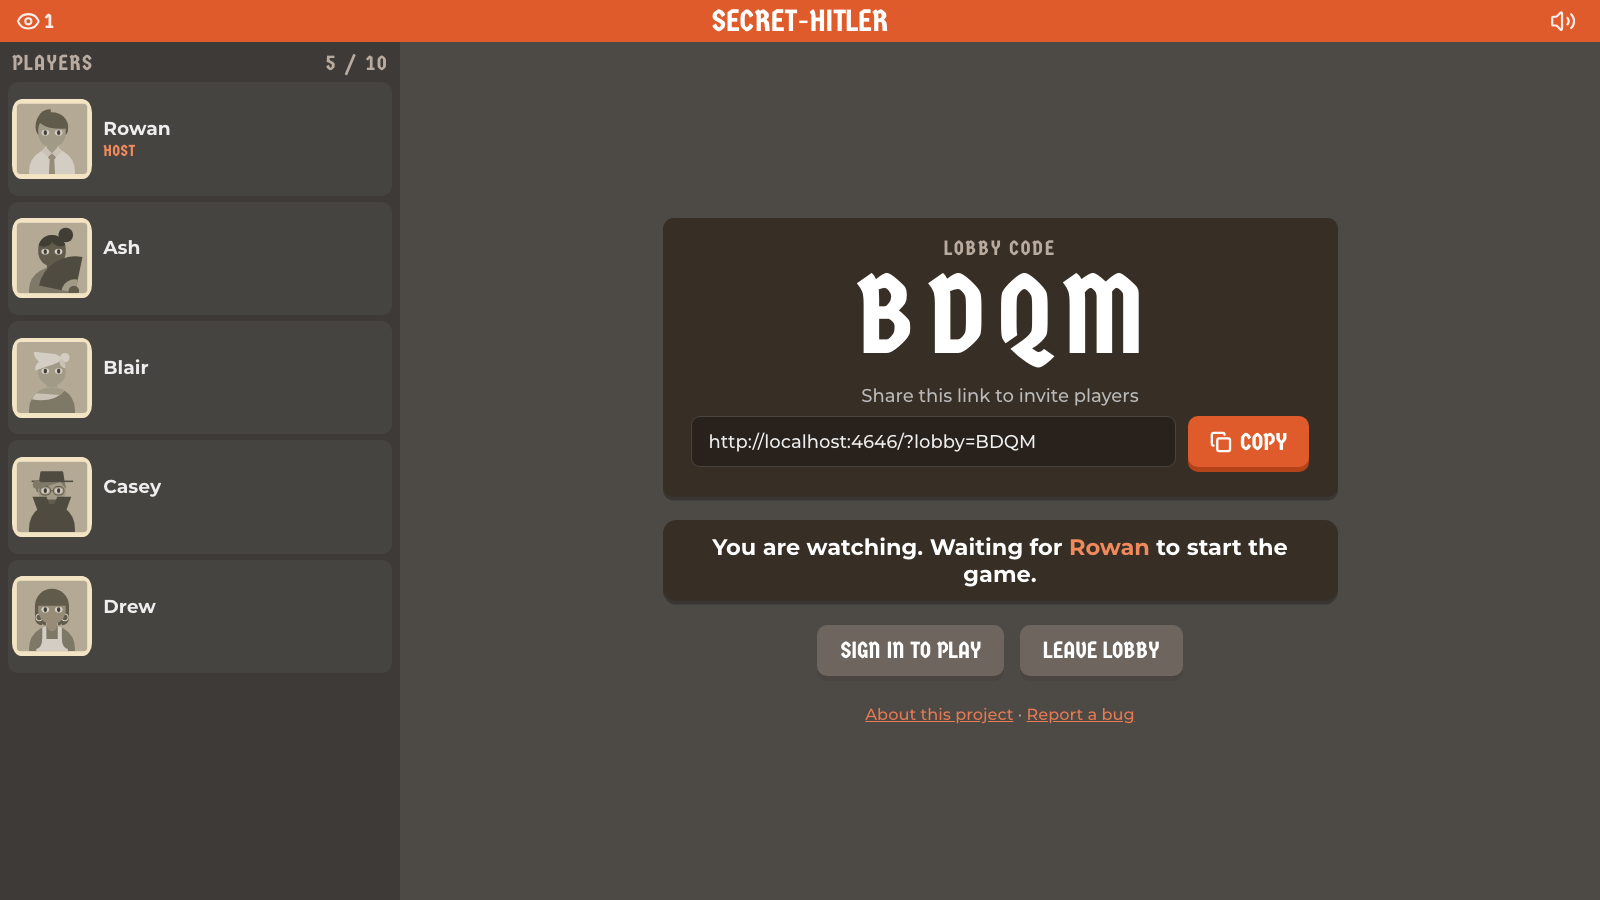 1
SECRET-HITLER
PLAYERS 5 / 10
Rowan
HOST
Ash
Blair
Casey
Drew
LOBBY CODE
BDQM
Share this link to invite players
http://localhost:4646/?lobby=BDQM
COPY
You are watching. Waiting for Rowan to start the
game.
SIGN IN TO PLAY
LEAVE LOBBY
About this project · Report a bug